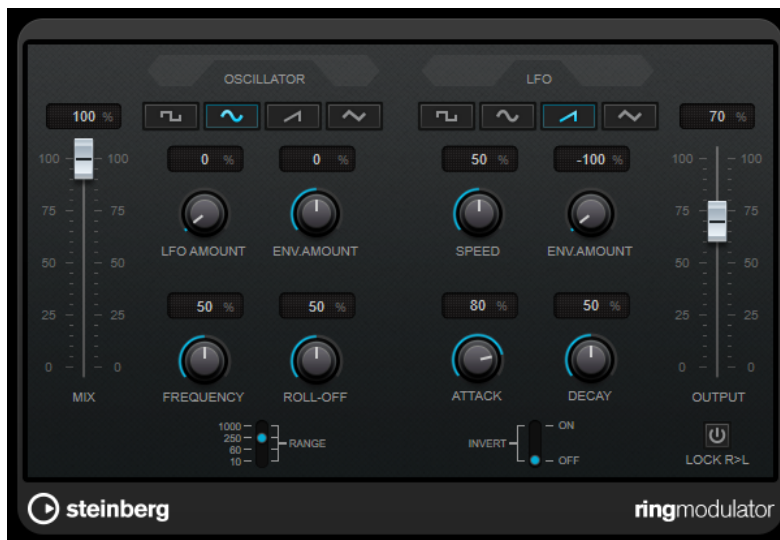 OSCILLATOR
LFO
100 %
70 %
0 %
0 %
50 %
-100 %
100
100
75
75
50
50
25
25
0
0
MIX
LFO AMOUNT
ENV.AMOUNT
SPEED
ENV.AMOUNT
50 %
50 %
80 %
50 %
FREQUENCY
ROLL-OFF
ATTACK
DECAY
100
100
75
75
50
50
25
25
0
0
OUTPUT
1000
250
60
10
RANGE
INVERT
ON
OFF
LOCK R>L
steinberg
ringmodulator